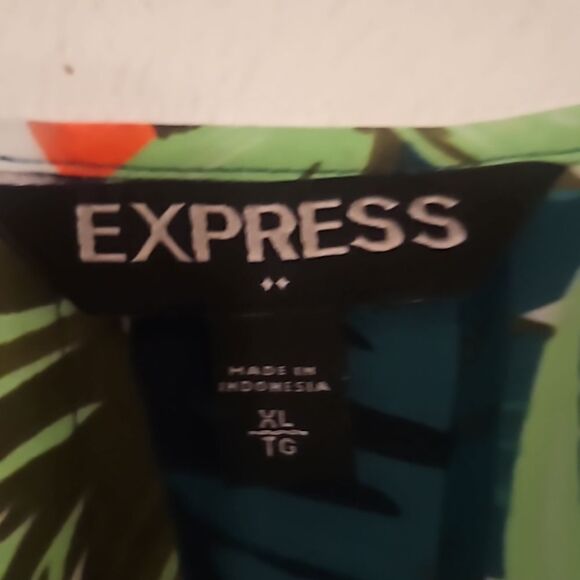 EXPRESS
MADE IN
INDONESIA
XL
TG